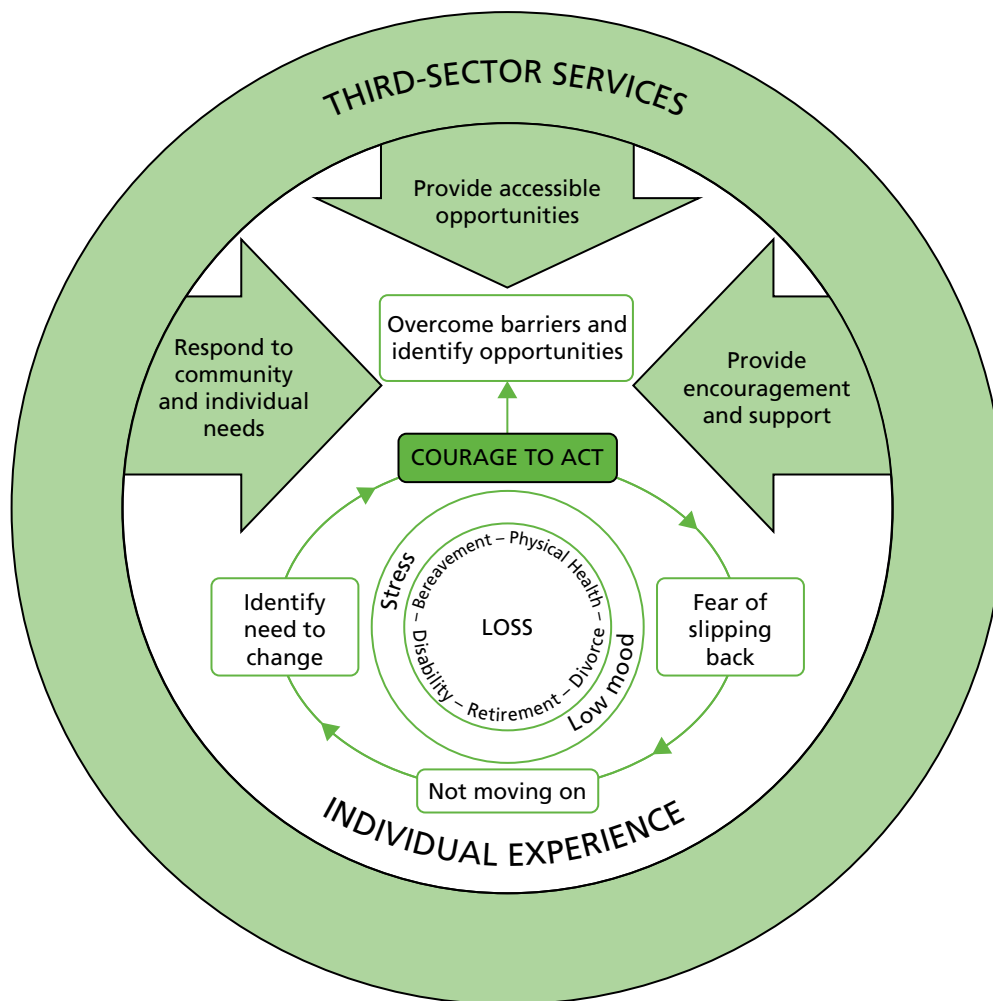 THIRD-SECTOR SERVICES
Provide accessible
opportunities
Respond to
community
and individual
needs
Overcome barriers and
identify opportunities
Provide
encouragement
and support
COURAGE TO ACT
Stress
– Bereavement – Physical Health –
Disability – Retirement – Divorce
LOSS
Low mood
Identify
need to
change
Fear of
slipping
back
Not moving on
INDIVIDUAL EXPERIENCE